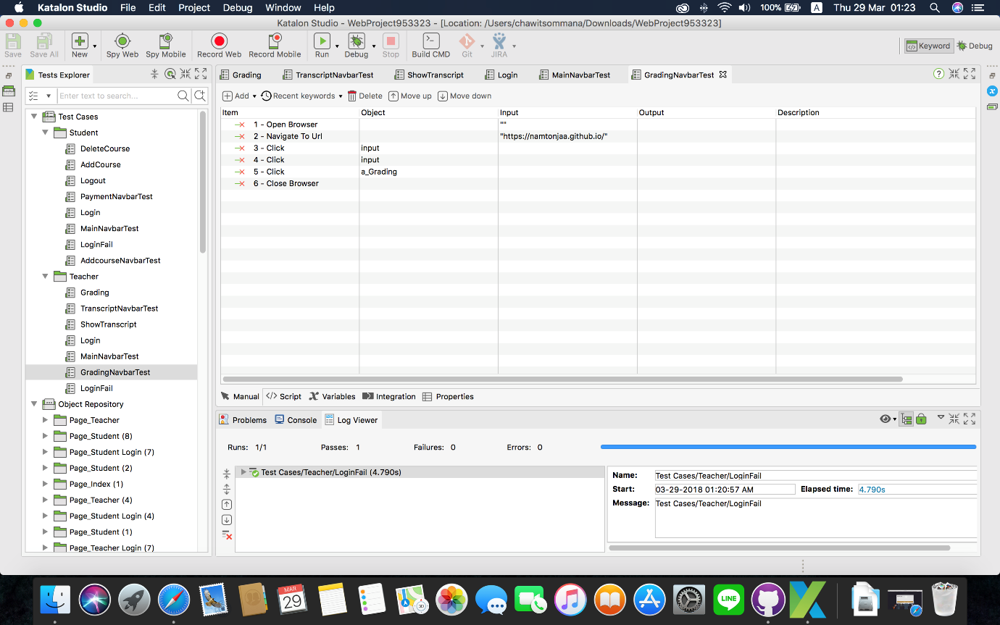 Katalon Studio File Edit Project Debug Window Help 100% A Thu 29 Mar 01:23
Katalon Studio - WebProject953323 - [Location: /Users/chawitsommana/Downloads/WebProject953323]
Save Save All New Spy Web Spy Mobile Record Web Record Mobile Run Debug Stop Build CMD Git JIRA Keyword Debug
Tests Explorer
Enter text to search...
Test Cases
Student
DeleteCourse
AddCourse
Logout
PaymentNavbarTest
Login
MainNavbarTest
LoginFail
AddcourseNavbarTest
Teacher
Grading
TranscriptNavbarTest
ShowTranscript
Login
MainNavbarTest
GradingNavbarTest
LoginFail
Object Repository
Page_Teacher
Page_Student (8)
Page_Student Login (7)
Page_Student (2)
Page_Index (1)
Page_Teacher (4)
Page_Student Login (4)
Page_Student (1)
Page_Teacher Login (7)
Grading TranscriptNavbarTest ShowTranscript Login MainNavbarTest GradingNavbarTest
Add Recent keywords Delete Move up Move down
Item Object Input Output Description
1 - Open Browser ""
2 - Navigate To Url "https://namtonjaa.github.io/"
3 - Click input
4 - Click input
5 - Click a_Grading
6 - Close Browser
Manual Script Variables Integration Properties
Problems Console Log Viewer
Runs: 1/1 Passes: 1 Failures: 0 Errors: 0
Test Cases/Teacher/LoginFail (4.790s)
Name: Test Cases/Teacher/LoginFail
Start: 03-29-2018 01:20:57 AM Elapsed time: 4.790s
Message: Test Cases/Teacher/LoginFail
MAR
29
3D
LINE